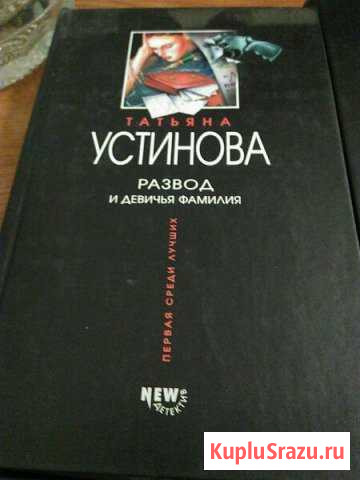 ТАТЬЯНА
УСТИНОВА
РАЗВОД
И ДЕВИЧЬЯ ФАМИЛИЯ
ПЕРВАЯ СРЕДИ ЛУЧШИХ
NEW
ДЕТЕКТИВ
KupluSrazu.ru